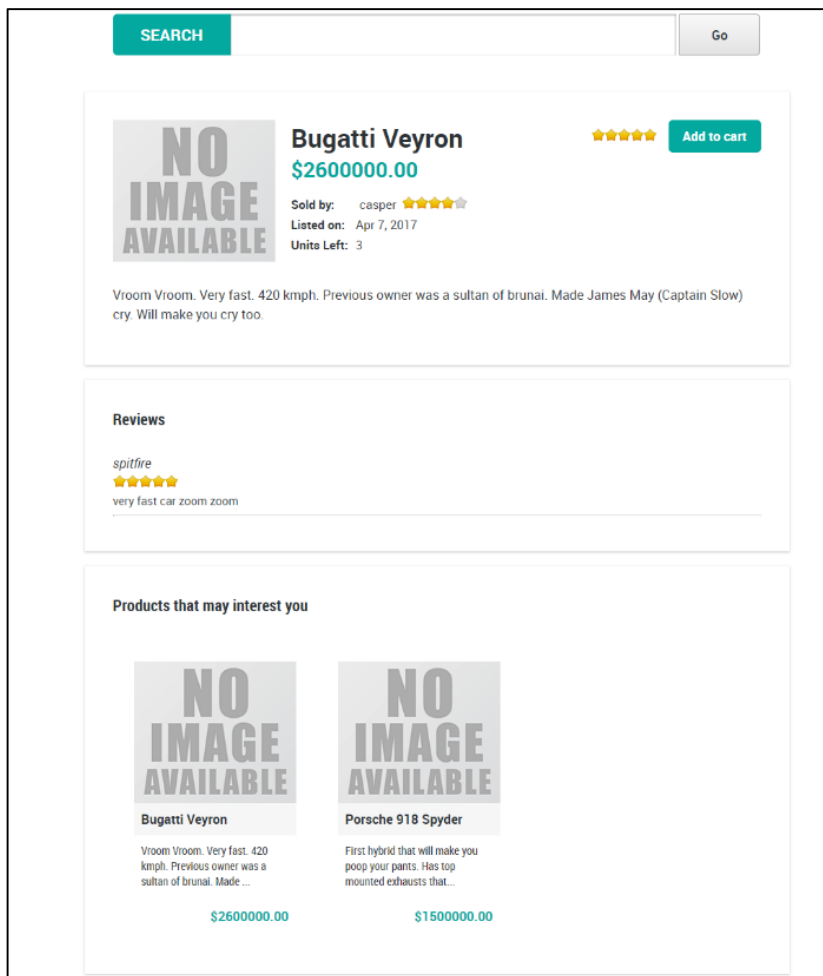 SEARCH
Go
NO
IMAGE
AVAILABLE
Bugatti Veyron
Add to cart
$2600000.00
Sold by: casper
Listed on: Apr 7, 2017
Units Left: 3
Vroom Vroom. Very fast. 420 kmph. Previous owner was a sultan of brunai. Made James May (Captain Slow)
cry. Will make you cry too.
Reviews
spitfire
very fast car zoom zoom
Products that may interest you
NO
IMAGE
AVAILABLE
Bugatti Veyron
Vroom Vroom. Very fast. 420
kmph. Previous owner was a
sultan of brunai. Made ...
$2600000.00
NO
IMAGE
AVAILABLE
Porsche 918 Spyder
First hybrid that will make you
poop your pants. Has top
mounted exhausts that...
$1500000.00